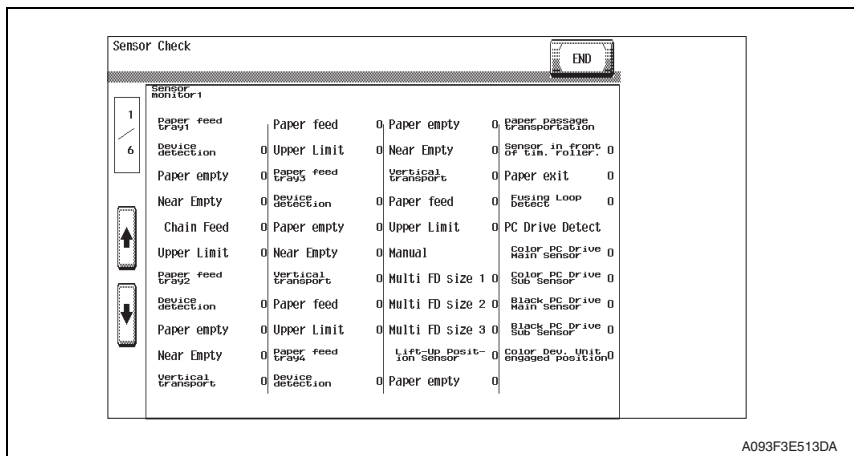 Sensor Check
END
Sensor
monitor1
1
6
Paper feed
tray1
Device
detection 0
Paper empty 0
Near Empty 0
Chain Feed 0
Upper Limit 0
Paper feed
tray2
Device
detection 0
Paper empty 0
Near Empty 0
Vertical
transport 0
Paper feed 0
Upper Limit 0
Paper feed
tray3
Device
detection 0
Paper empty 0
Near Empty 0
Vertical
transport 0
Paper feed 0
Upper Limit 0
Paper feed
tray4
Device
detection 0
Paper empty 0
Near Empty 0
Vertical
transport 0
Paper feed 0
Upper Limit 0
Manual
Multi FD size 1 0
Multi FD size 2 0
Multi FD size 3 0
Lift-Up Posit-
ion Sensor 0
Paper empty 0
Paper passage
transportation
Sensor in front
of tim. roller. 0
Paper exit 0
Fusing Loop
Detect 0
PC Drive Detect
Color PC Drive
Main Sensor 0
Color PC Drive
Sub Sensor 0
Black PC Drive
Main Sensor 0
Black PC Drive
Sub Sensor 0
Color Dev. Unit
engaged position 0
A093F3E513DA